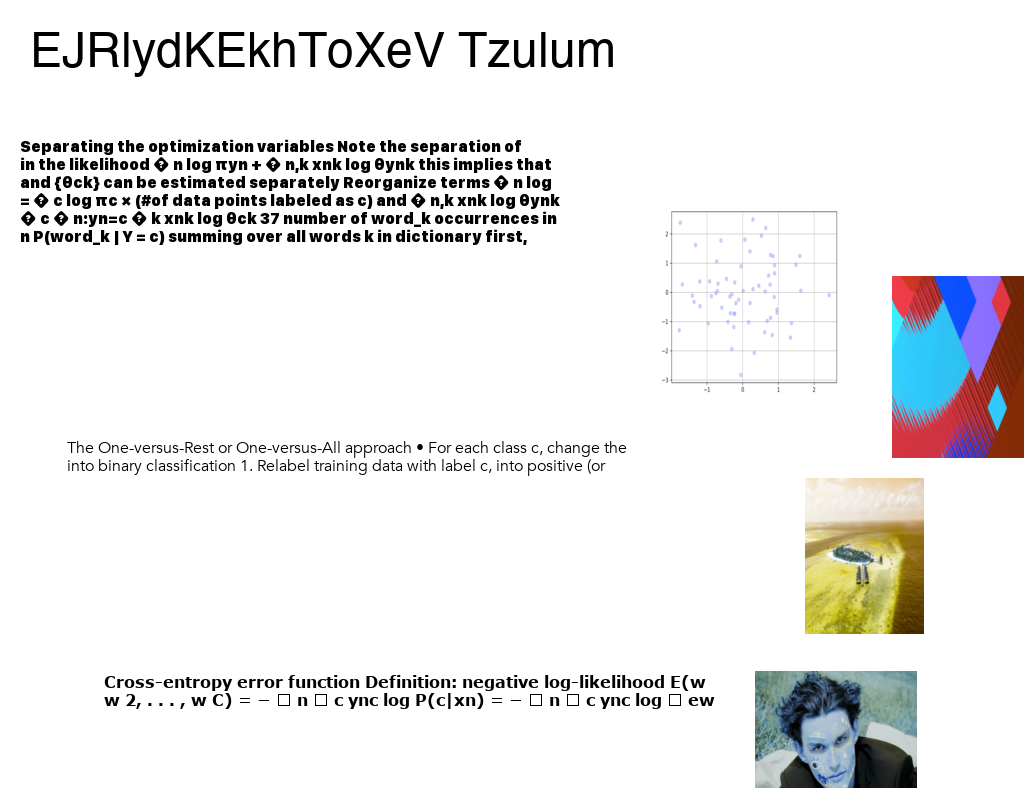 EJRlydKEkhToXeV Tzulum
Separating the optimization variables Note the separation of
in the likelihood � n log πyn + � n,k xnk log θynk this implies that
and {θck} can be estimated separately Reorganize terms � n log
= � c log πc × (#of data points labeled as c) and � n,k xnk log θynk
� c � n:yn=c � k xnk log θck 37 number of word_k occurrences in
n P(word_k | Y = c) summing over all words k in dictionary first,
2
1
0
−1
−2
−3
−1 0 1 2
The One-versus-Rest or One-versus-All approach • For each class c, change the
into binary classification 1. Relabel training data with label c, into positive (or
Cross-entropy error function Definition: negative log-likelihood E(w
w 2, . . . , w C) = − □ n □ c ync log P(c|xn) = − □ n □ c ync log □ ew